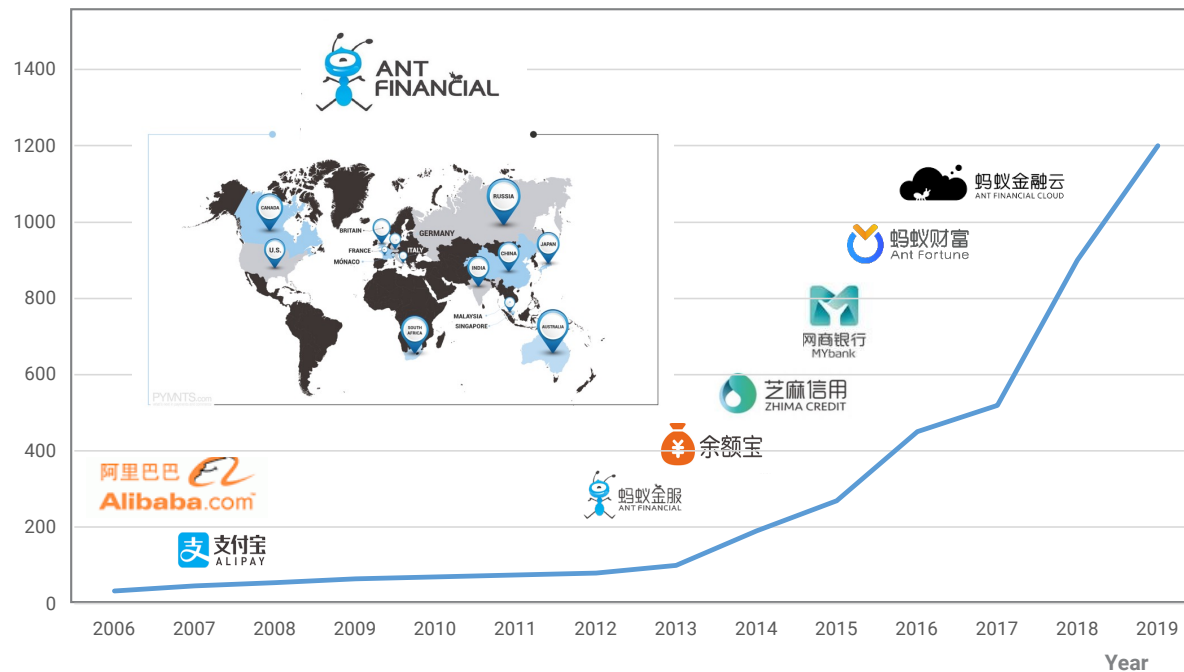 1400
1200
1000
800
600
400
200
0
ANT
FINANCIAL
CANADA
U.S.
BRITAIN
FRANCE
MÓNACO
GERMANY
ITALY
RUSSIA
JAPAN
CHINA
INDIA
MALAYSIA
SINGAPORE
SOUTH
AFRICA
AUSTRALIA
PYMNTS.com
蚂蚁金融云
ANT FINANCIAL CLOUD
蚂蚁财富
Ant Fortune
网商银行
MYbank
芝麻信用
ZHIMA CREDIT
余额宝
蚂蚁金服
ANT FINANCIAL
阿里巴巴
Alibaba.com
支 支付宝
ALIPAY
2006 2007 2008 2009 2010 2011 2012 2013 2014 2015 2016 2017 2018 2019
Year